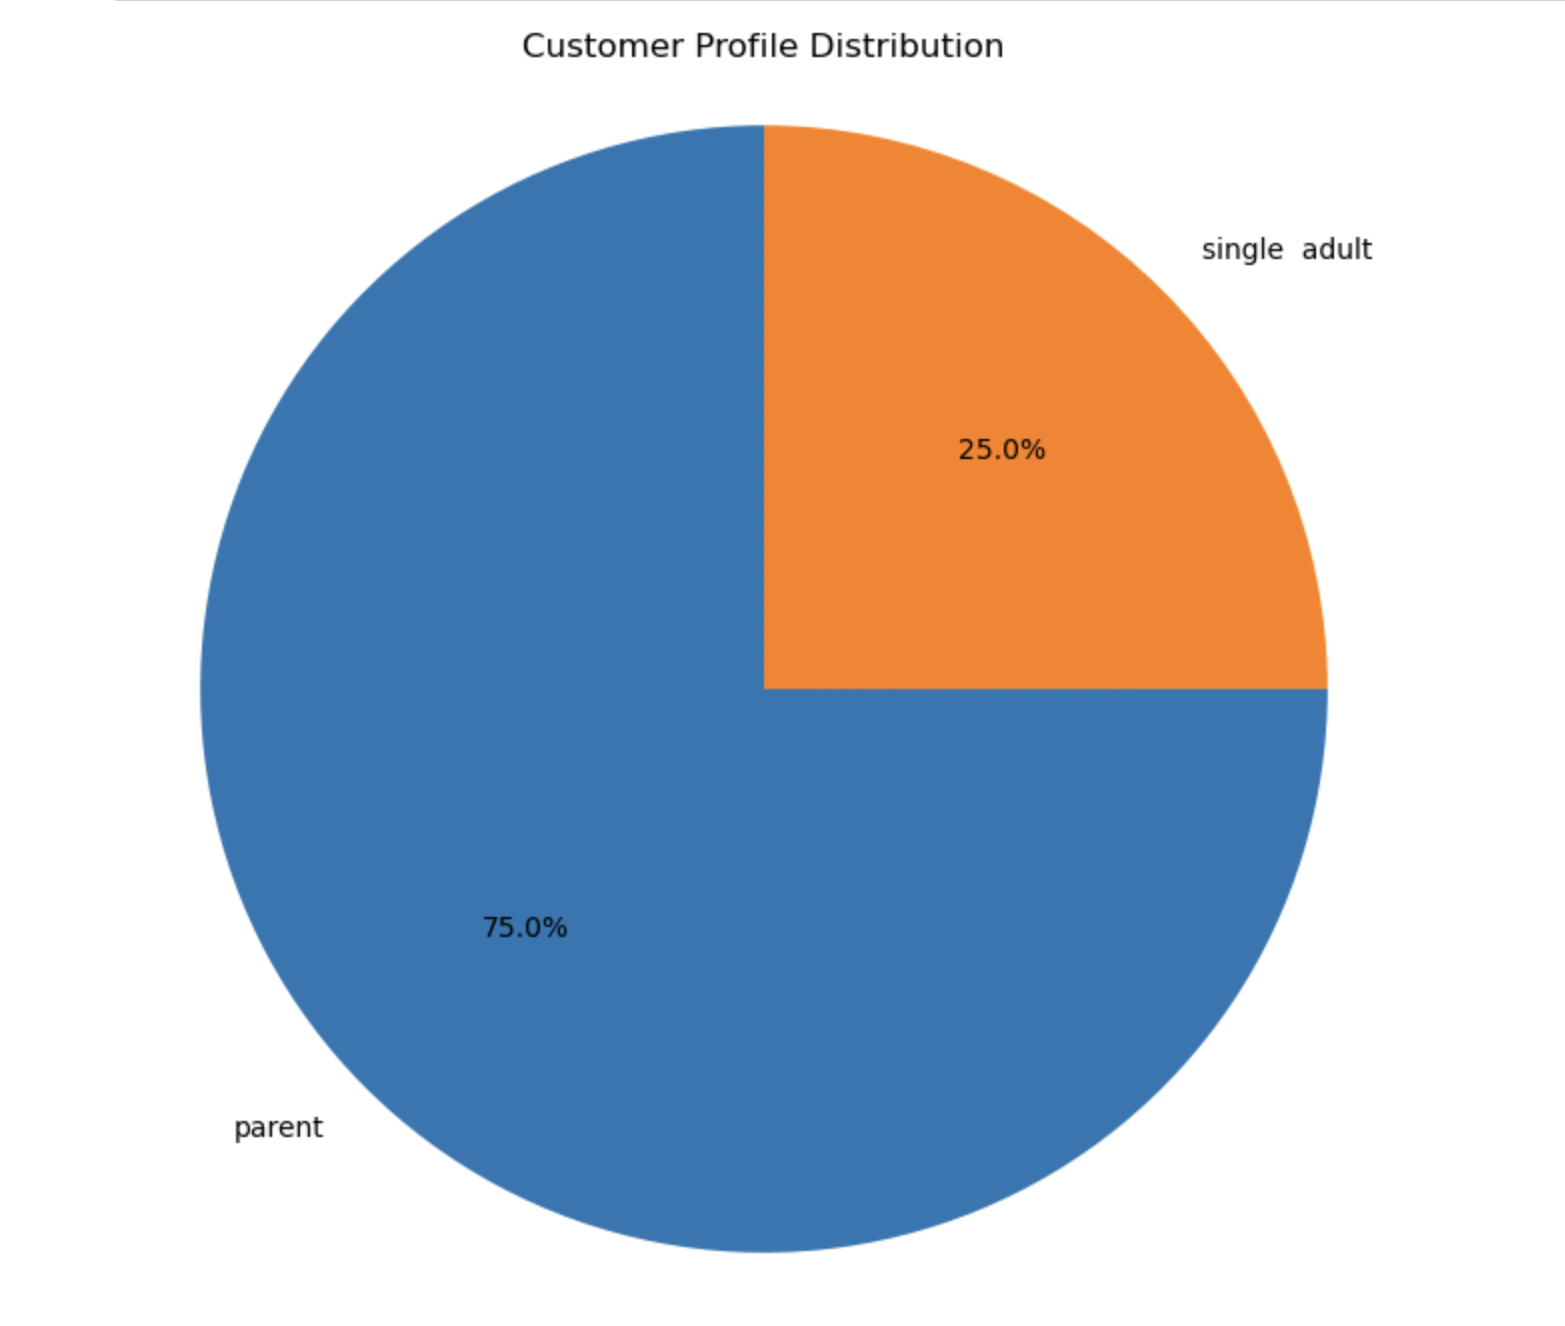 Customer Profile Distribution
single  adult
25.0%
75.0%
parent